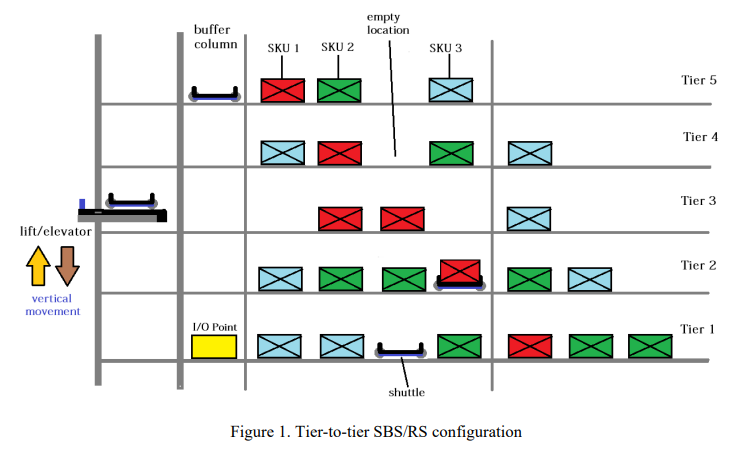 empty
location
buffer
column
SKU 1
SKU 2
SKU 3
Tier 5
Tier 4
Tier 3
lift/elevator
Tier 2
vertical
movement
I/O Point
Tier 1
shuttle
Figure 1. Tier-to-tier SBS/RS configuration